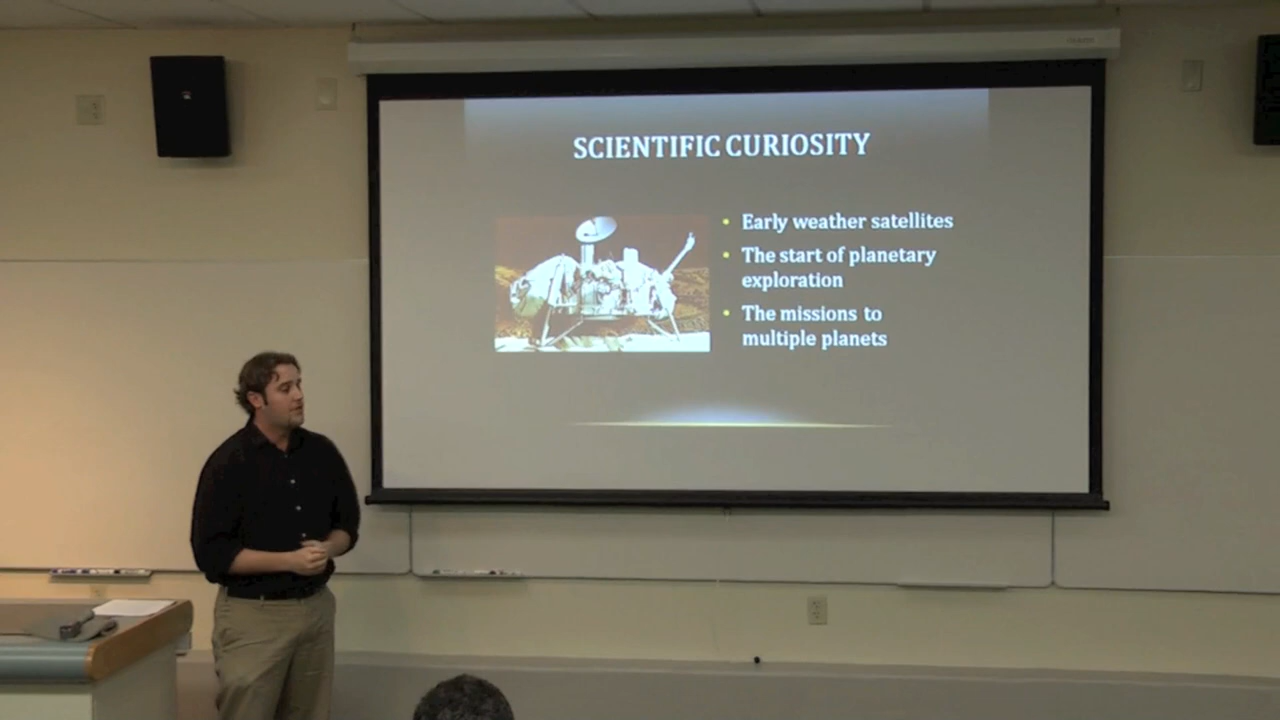 SCIENTIFIC CURIOSITY
• Early weather satellites
• The start of planetary
exploration
• The missions to
multiple planets